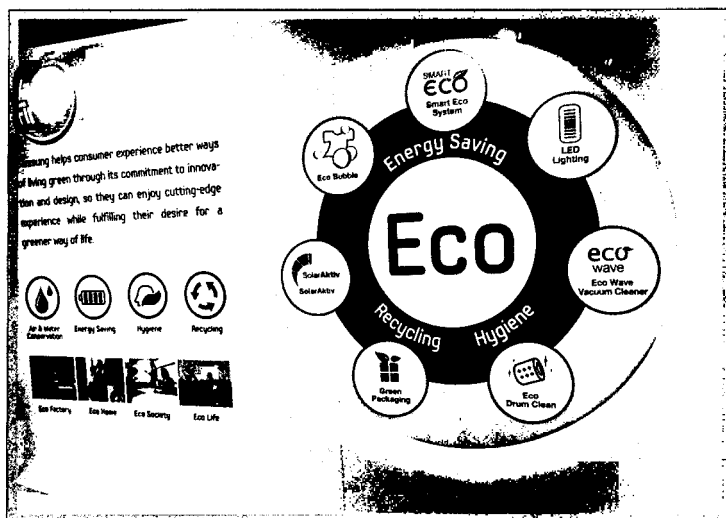 msung helps consumer experience better ways
of living green through its commitment to innova-
tion and design, so they can enjoy cutting-edge
experience while fulfilling their desire for a
greener way of life.
Air & Water
Conservation
Energy Saving
Hygiene
Recycling
Eco Factory
Eco Home
Eco Society
Eco Life
SMART
eco
Smart Eco
System
LED
Lighting
eco
wave
Eco Wave
Vacuum Cleaner
Eco
Drum Clean
Green
Packaging
SolarAktiv
SolarAktiv
Eco Bubble
Energy Saving
Hygiene
Recycling
Eco